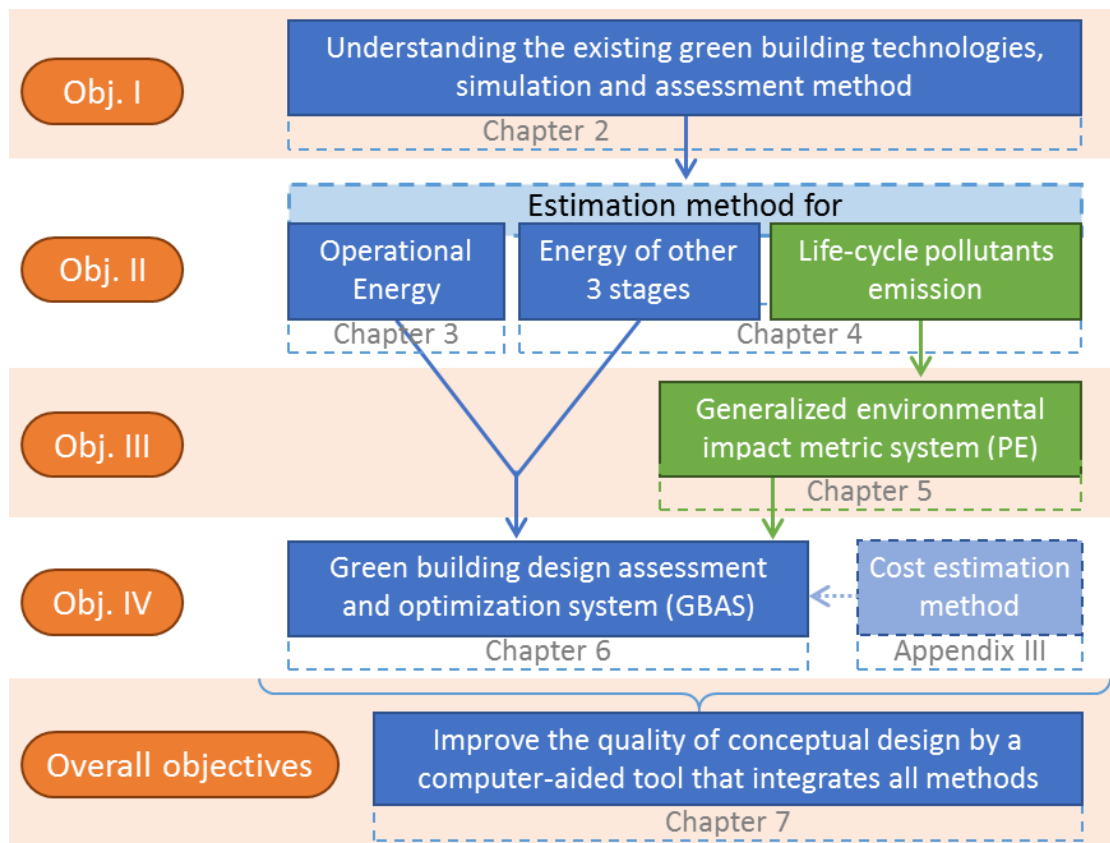 Obj. I
Understanding the existing green building technologies,
simulation and assessment method
Chapter 2
Estimation method for
Obj. II
Operational
Energy
Chapter 3
Energy of other
3 stages
Life-cycle pollutants
emission
Chapter 4
Obj. III
Generalized environmental
impact metric system (PE)
Chapter 5
Obj. IV
Green building design assessment
and optimization system (GBAS)
Chapter 6
Cost estimation
method
Appendix III
Overall objectives
Improve the quality of conceptual design by a
computer-aided tool that integrates all methods
Chapter 7